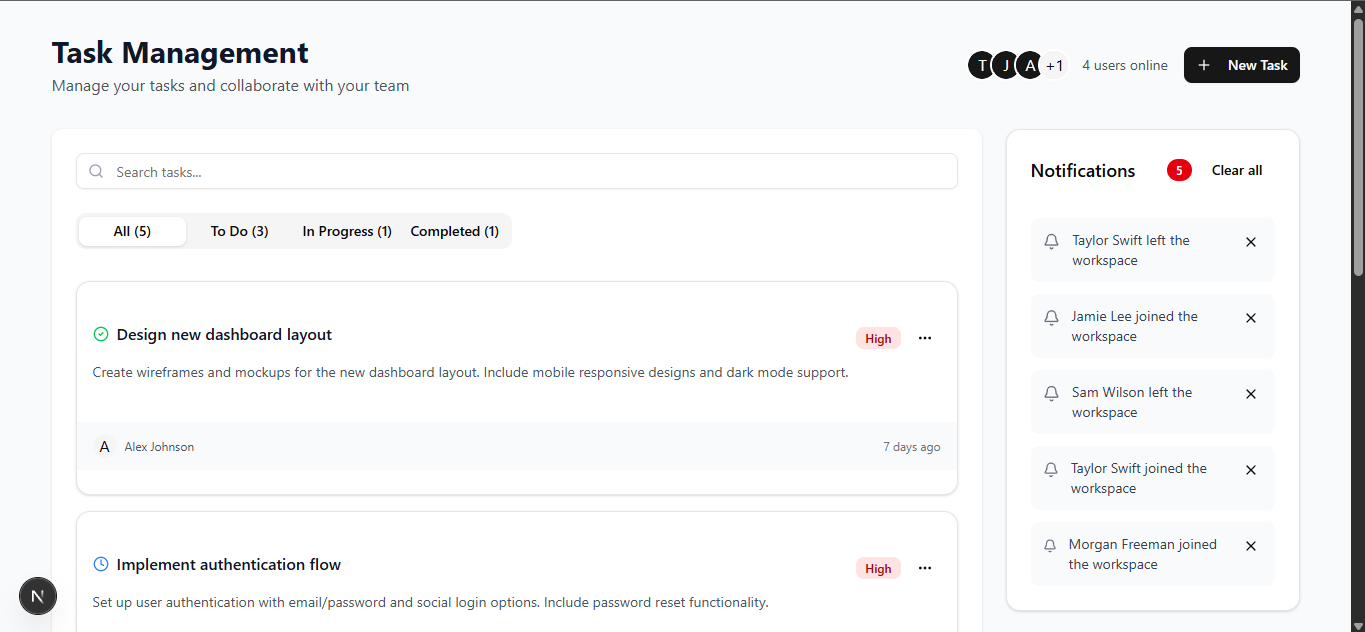 Task Management
Manage your tasks and collaborate with your team
T J A +1 4 users online + New Task
Search tasks...
All (5) To Do (3) In Progress (1) Completed (1)
Design new dashboard layout
High
Create wireframes and mockups for the new dashboard layout. Include mobile responsive designs and dark mode support.
A Alex Johnson 7 days ago
Implement authentication flow
High
Set up user authentication with email/password and social login options. Include password reset functionality.
Notifications 5 Clear all
Taylor Swift left the
workspace
Jamie Lee joined the
workspace
Sam Wilson left the
workspace
Taylor Swift joined the
workspace
Morgan Freeman joined
the workspace
N